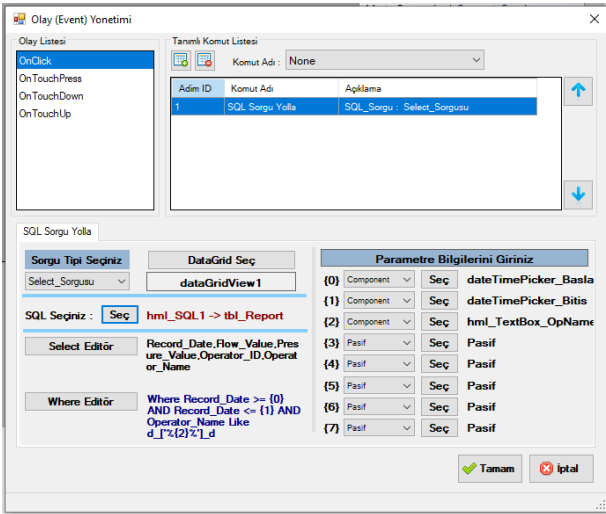 Olay (Event) Yonetimi
Olay Listesi
OnClick
OnTouchPress
OnTouchDown
OnTouchUp
Tanımlı Komut Listesi
Komut Adı : None
Adim ID Komut Adı Açıklama
1 SQL Sorgu Yolla SQL_Sorgu : Select_Sorgusu
SQL Sorgu Yolla
Sorgu Tipi Seçiniz DataGrid Seç
Select_Sorgusu dataGridView1
SQL Seçiniz : Seç hml_SQL1 -> tbl_Report
Select Editör
Record_Date,Flow_Value,Pres
ure_Value,Operator_ID,Operat
or_Name
Where Editör
Where Record_Date >= {0}
AND Record_Date <= {1} AND
Operator_Name Like
d_['%{2}%']_d
Parametre Bilgilerini Giriniz
{0} Component Seç dateTimePicker_Basla
{1} Component Seç dateTimePicker_Bitis
{2} Component Seç hml_TextBox_OpName
{3} Pasif Seç Pasif
{4} Pasif Seç Pasif
{5} Pasif Seç Pasif
{6} Pasif Seç Pasif
{7} Pasif Seç Pasif
Tamam İptal